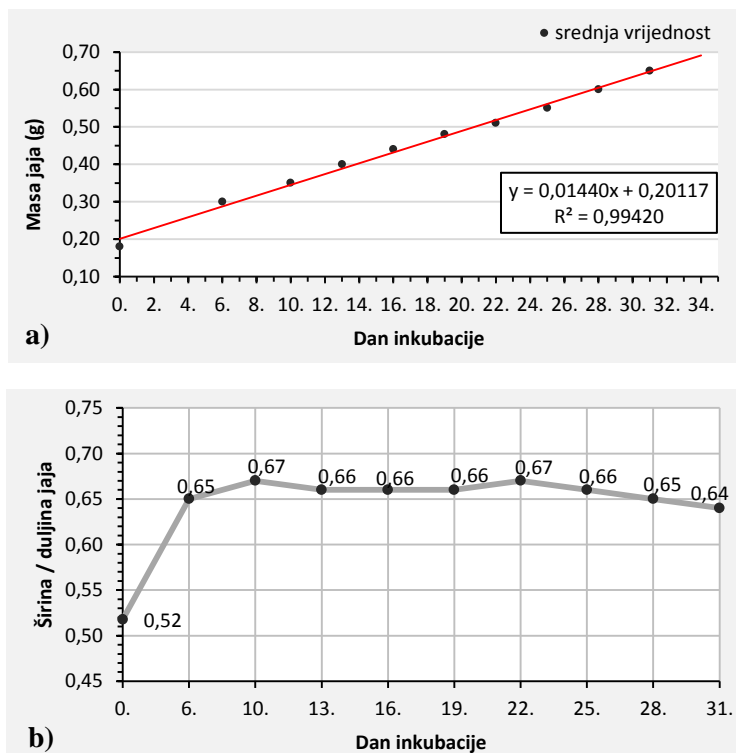 srednja vrijednost
0,70
0,60
0,50
0,40
0,30
0,20
0,10
Masa jaja (g)
y = 0,01440x + 0,20117
R² = 0,99420
0. 2. 4. 6. 8. 10. 12. 13. 14. 16. 18. 20. 22. 24. 26. 28. 30. 32. 34.
Dan inkubacije
a)
0,75
0,70
0,65
0,60
0,55
0,50
0,45
Širina / duljina jaja
0,52
0,65
0,67
0,66
0,66
0,66
0,67
0,66
0,65
0,64
0. 6. 10. 13. 16. 19. 22. 25. 28. 31.
Dan inkubacije
b)